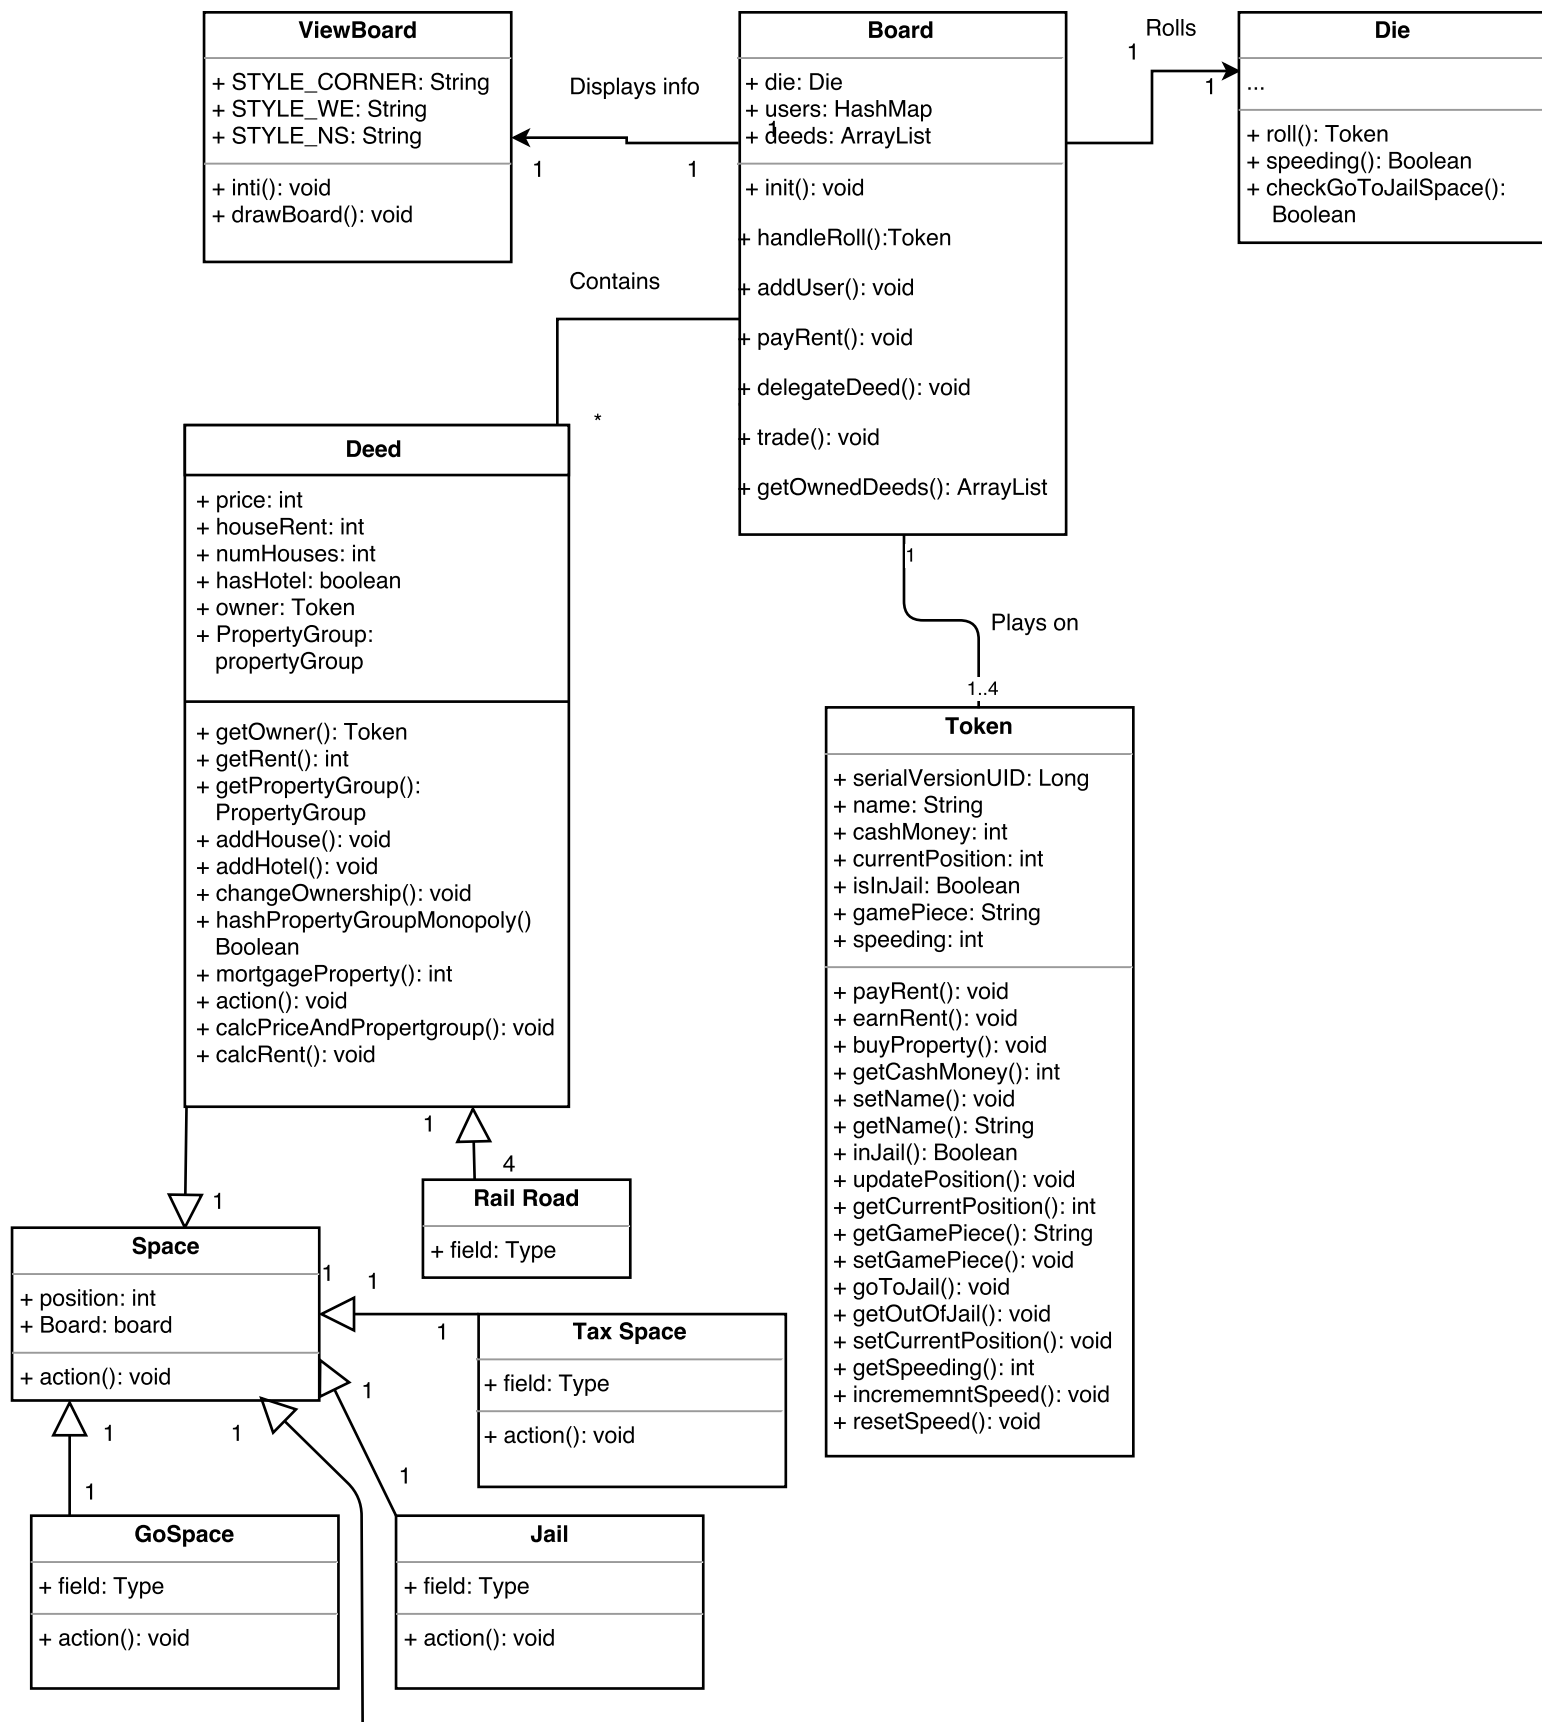 ViewBoard
+ STYLE_CORNER: String
+ STYLE_WE: String
+ STYLE_NS: String
+ inti(): void
+ drawBoard(): void
Displays info
1
1
Board
+ die: Die
+ users: HashMap
1
+ deeds: ArrayList
+ init(): void
+ handleRoll():Token
+ addUser(): void
+ payRent(): void
+ delegateDeed(): void
+ trade(): void
+ getOwnedDeeds(): ArrayList
Rolls
1
1
Die
...
+ roll(): Token
+ speeding(): Boolean
+ checkGoToJailSpace():
Boolean
Contains
*
Deed
+ price: int
+ houseRent: int
+ numHouses: int
+ hasHotel: boolean
+ owner: Token
+ PropertyGroup:
propertyGroup
+ getOwner(): Token
+ getRent(): int
+ getPropertyGroup():
PropertyGroup
+ addHouse(): void
+ addHotel(): void
+ changeOwnership(): void
+ hashPropertyGroupMonopoly()
Boolean
+ mortgageProperty(): int
+ action(): void
+ calcPriceAndPropertgroup(): void
+ calcRent(): void
1
Plays on
1..4
Token
+ serialVersionUID: Long
+ name: String
+ cashMoney: int
+ currentPosition: int
+ isInJail: Boolean
+ gamePiece: String
+ speeding: int
+ payRent(): void
+ earnRent(): void
+ buyProperty(): void
+ getCashMoney(): int
+ setName(): void
+ getName(): String
+ inJail(): Boolean
+ updatePosition(): void
+ getCurrentPosition(): int
+ getGamePiece(): String
+ setGamePiece(): void
+ goToJail(): void
+ getOutOfJail(): void
+ setCurrentPosition(): void
+ getSpeeding(): int
+ incrememntSpeed(): void
+ resetSpeed(): void
1
4
Rail Road
+ field: Type
1
Space
+ position: int
+ Board: board
+ action(): void
1
1
1
Tax Space
+ field: Type
+ action(): void
1
1
1
1
1
GoSpace
+ field: Type
+ action(): void
Jail
+ field: Type
+ action(): void